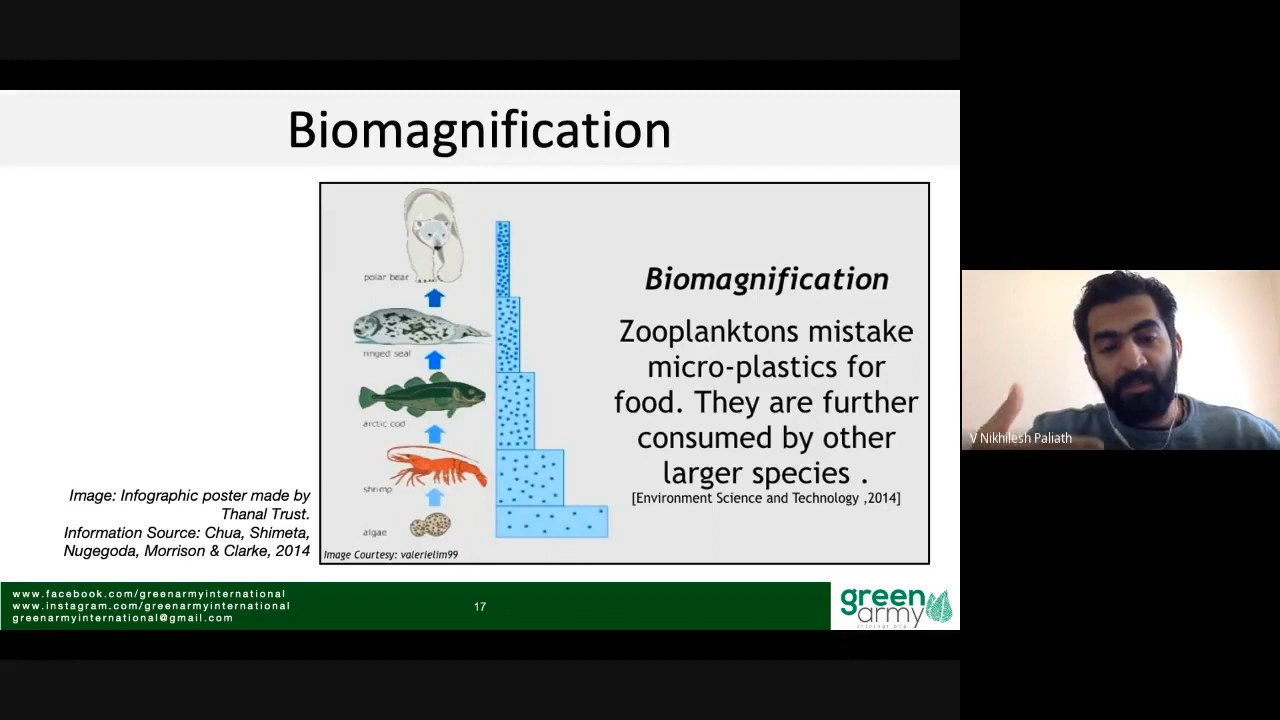 Biomagnification
polar bear
ringed seal
arctic cod
shrimp
algae
Image Courtesy: valerielim99
Biomagnification
Zooplanktons mistake
micro-plastics for
food. They are further
consumed by other
larger species .
[Environment Science and Technology ,2014]
Image: Infographic poster made by
Thanal Trust.
Information Source: Chua, Shimeta,
Nugegoda, Morrison & Clarke, 2014
www.facebook.com/greenarmyinternational
www.instagram.com/greenarmyinternational
greenarmyinternational@gmail.com
17
green
army
V Nikhilesh Paliath